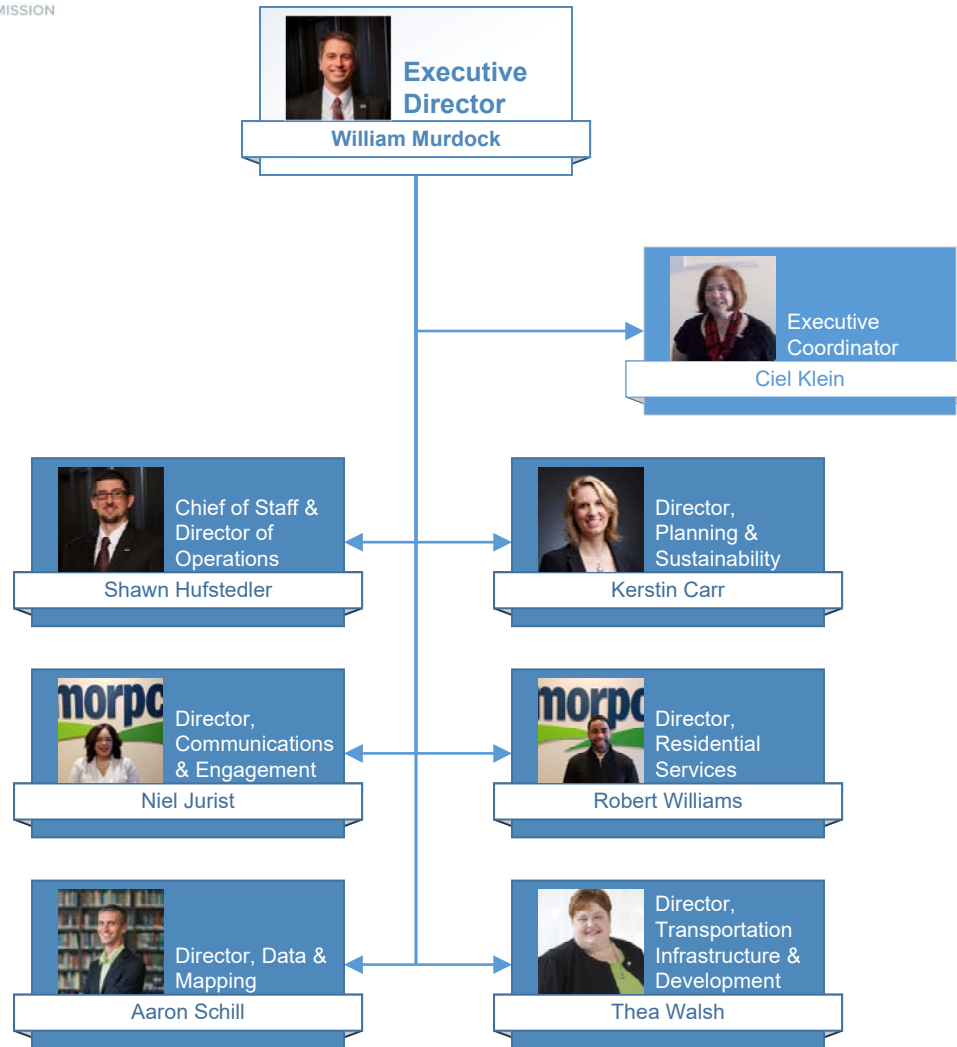 MISSION
Executive
Director
William Murdock
Executive
Coordinator
Ciel Klein
Chief of Staff &
Director of
Operations
Shawn Hufstedler
Director,
Planning &
Sustainability
Kerstin Carr
morpc
Director,
Communications
& Engagement
Niel Jurist
morpc
Director,
Residential
Services
Robert Williams
Director, Data &
Mapping
Aaron Schill
Director,
Transportation
Infrastructure &
Development
Thea Walsh